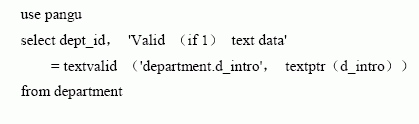 use pangu
select dept_id， 'Valid （if 1） text data'
= textvalid （'department.d_intro'， textptr（d_intro））
from department